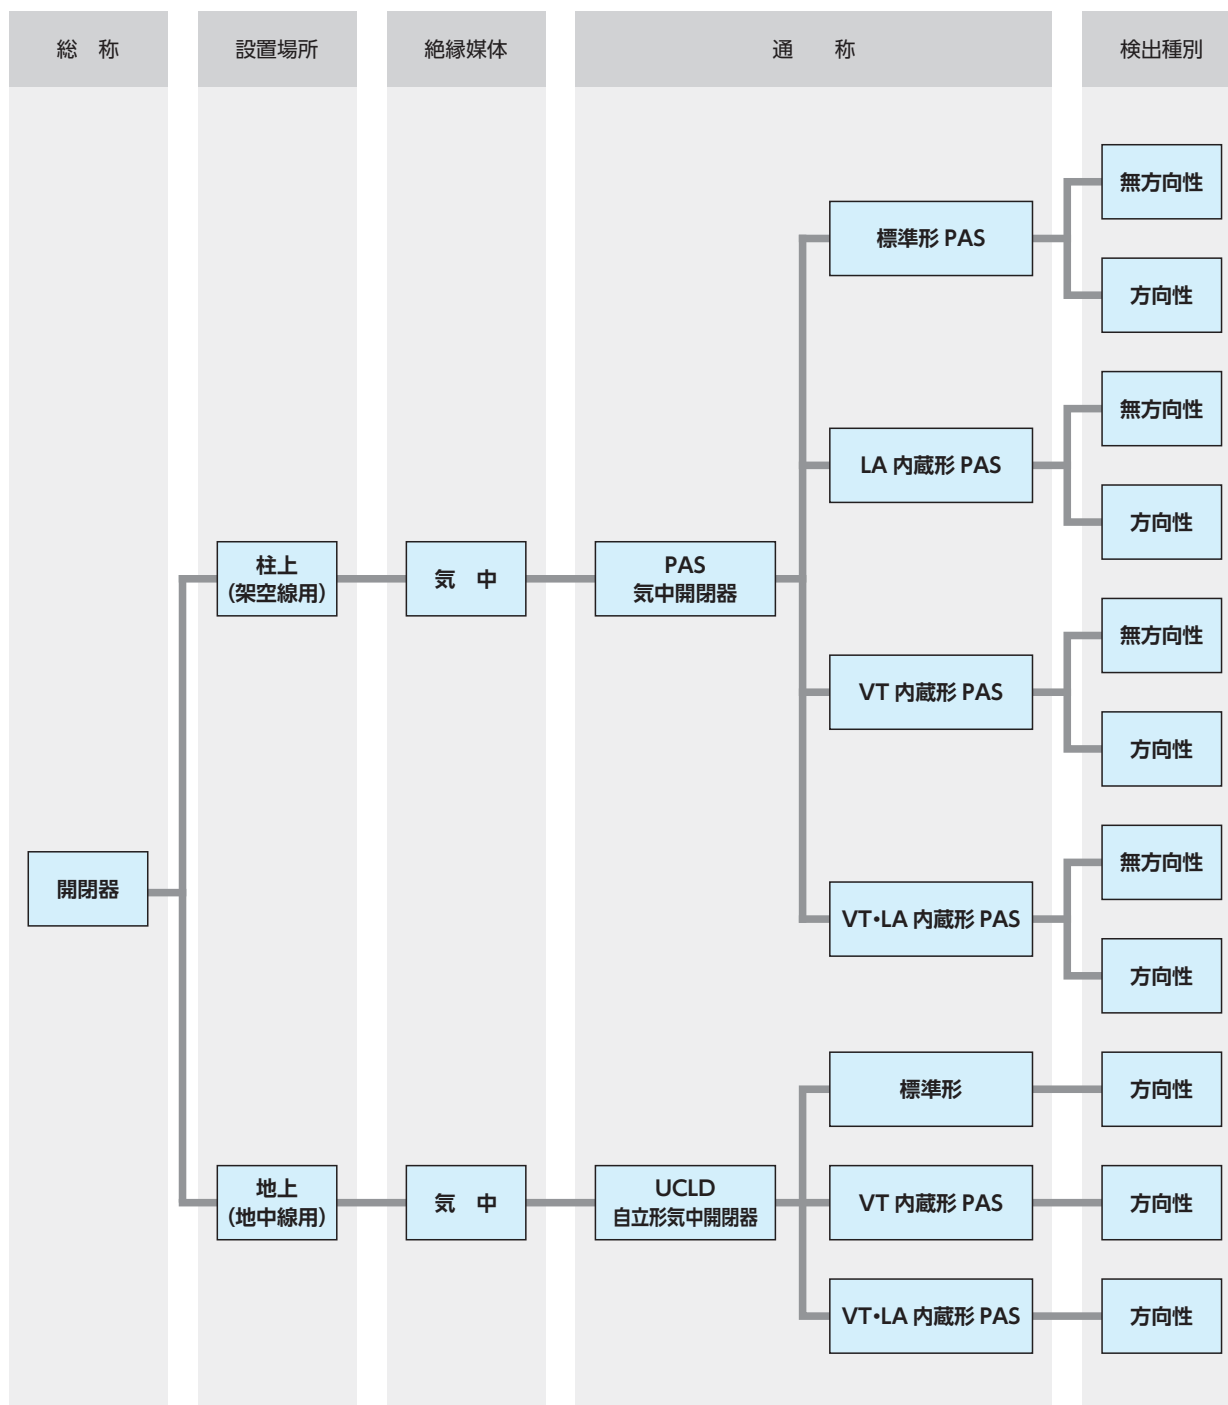 総　称
設置場所
絶縁媒体
通　称
検出種別
無方向性
標準形 PAS
方向性
無方向性
LA 内蔵形 PAS
方向性
柱上
(架空線用)
気　中
PAS
気中開閉器
無方向性
VT 内蔵形 PAS
方向性
無方向性
開閉器
VT・LA 内蔵形 PAS
方向性
標準形
方向性
地上
(地中線用)
気　中
UCLD
自立形気中開閉器
VT 内蔵形 PAS
方向性
VT・LA 内蔵形 PAS
方向性